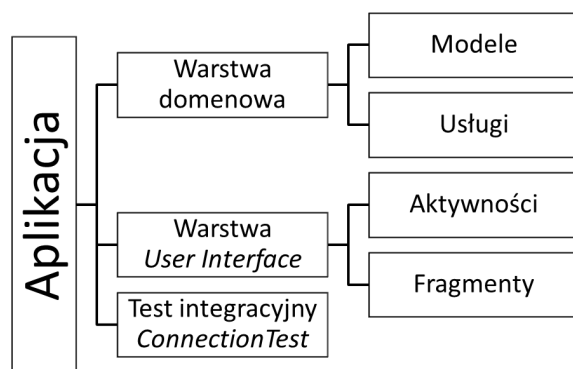 Aplikacja
Warstwa
domenowa
Modele
Usługi
Warstwa
User Interface
Aktywności
Fragmenty
Test integracyjny
ConnectionTest